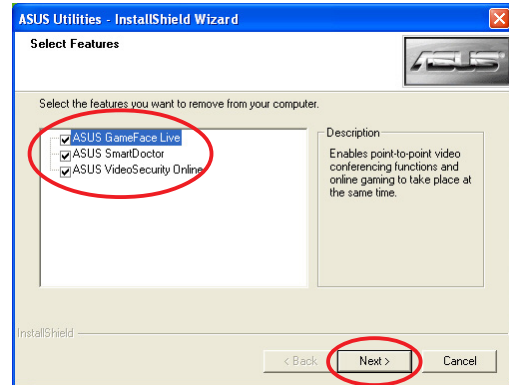 ASUS Utilities - InstallShield Wizard
Select Features
ASUS
Select the features you want to remove from your computer.
ASUS GameFace Live
ASUS SmartDoctor
ASUS VideoSecurity Online
Description
Enables point-to-point video
conferencing functions and
online gaming to take place at
the same time.
InstallShield
< Back
Next >
Cancel